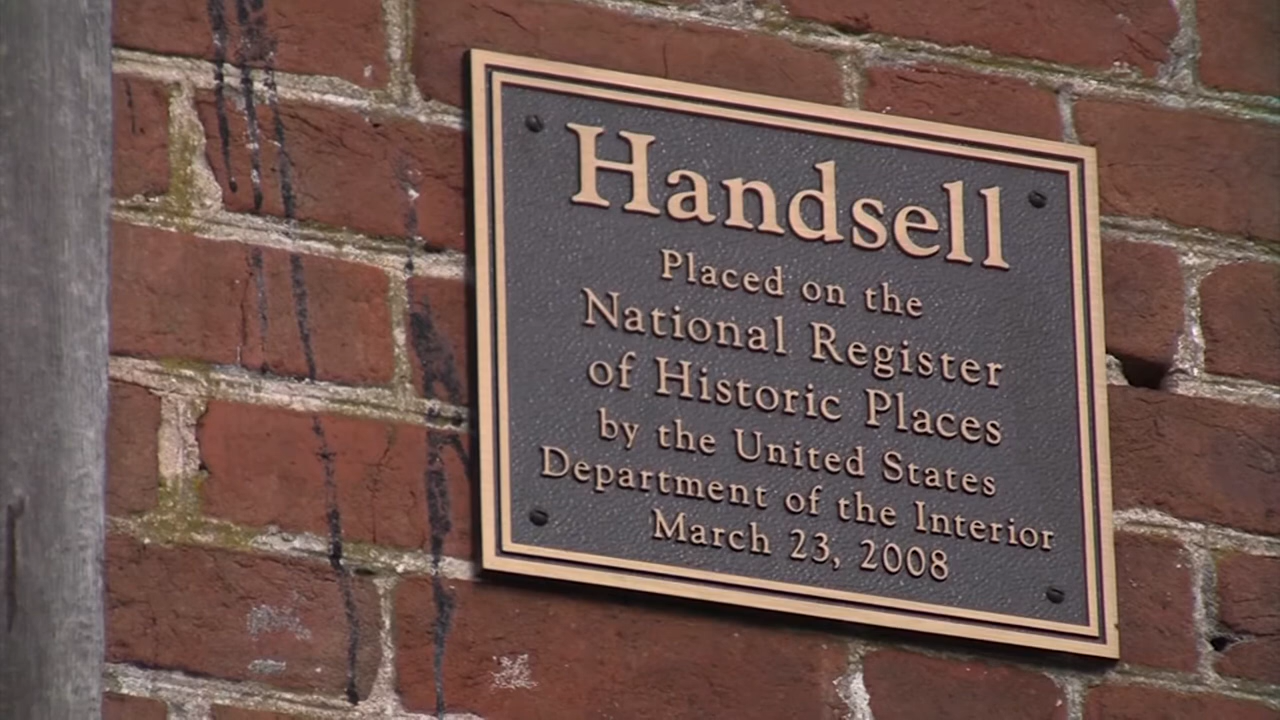 Handsell
Placed on the
National Register
of Historic Places
by the United States
Department of the Interior
March 23, 2008